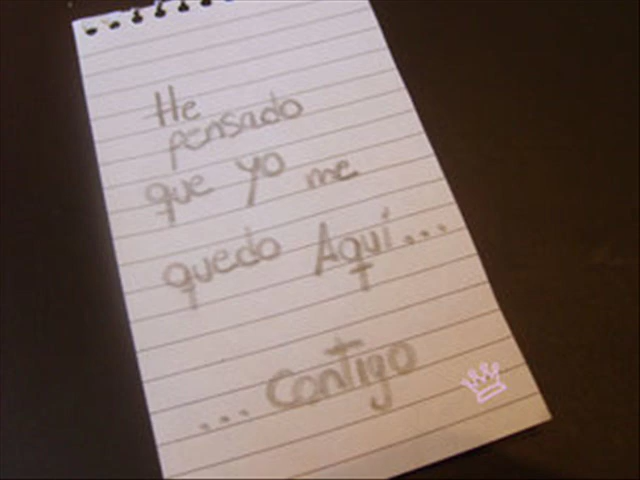 He
pensado
que yo me
quedo Aquí...
...contigo